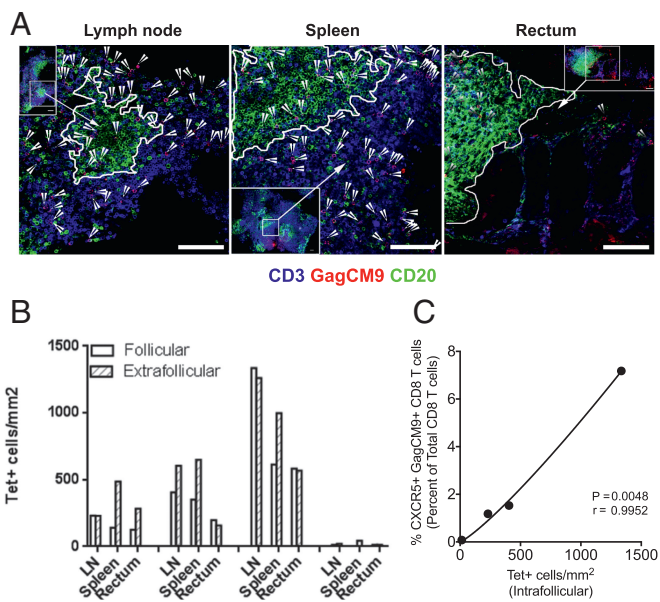 A
Lymph node
Spleen
Rectum
CD3 GagCM9 CD20
B
Tet+ cells/mm2
1500
1000
500
0
Follicular
Extrafollicular
LN
Spleen
Rectum
LN
Spleen
Rectum
LN
Spleen
Rectum
LN
Spleen
Rectum
C
% CXCR5+ GagCM9+ CD8 T cells
(Percent of Total CD8 T cells)
8
6
4
2
0
P =0.0048
r = 0.9952
0
500
1000
1500
Tet+ cells/mm²
(Intrafollicular)